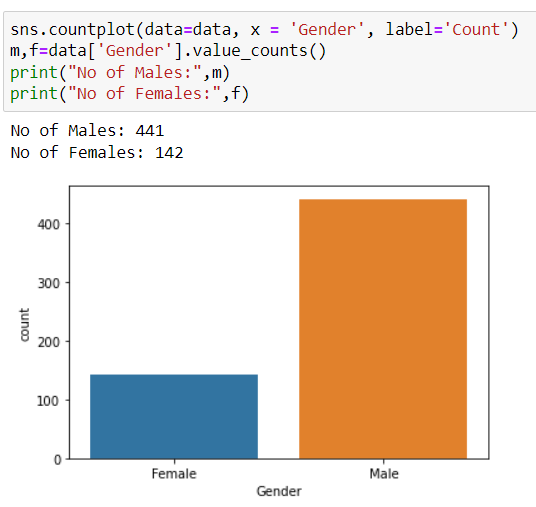 sns.countplot(data=data, x = 'Gender', label='Count')
m,f=data['Gender'].value_counts()
print("No of Males:",m)
print("No of Females:",f)
No of Males: 441
No of Females: 142
400
300
200
100
0
count
Female Male
Gender